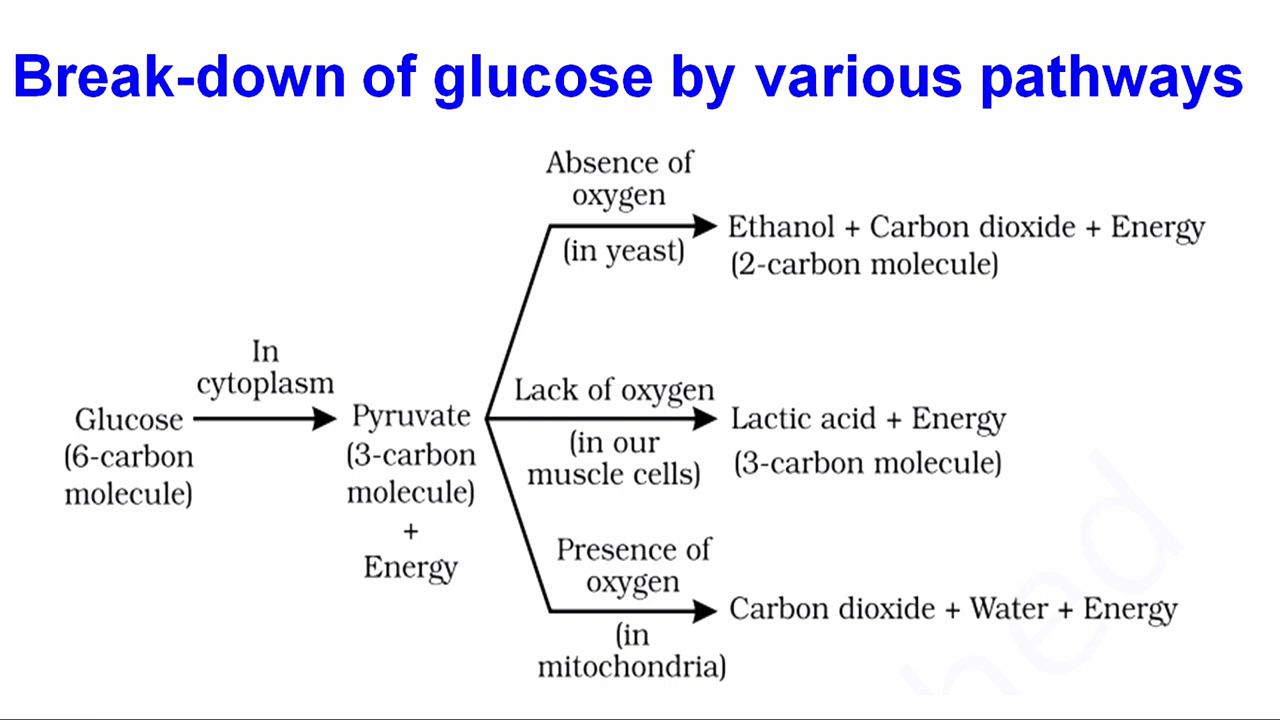 Break-down of glucose by various pathways
Absence of
oxygen
(in yeast)
Ethanol + Carbon dioxide + Energy
(2-carbon molecule)
In
cytoplasm
Glucose
(6-carbon
molecule)
Pyruvate
(3-carbon
molecule)
+
Energy
Lack of oxygen
(in our
muscle cells)
Lactic acid + Energy
(3-carbon molecule)
Presence of
oxygen
(in
mitochondria)
Carbon dioxide + Water + Energy